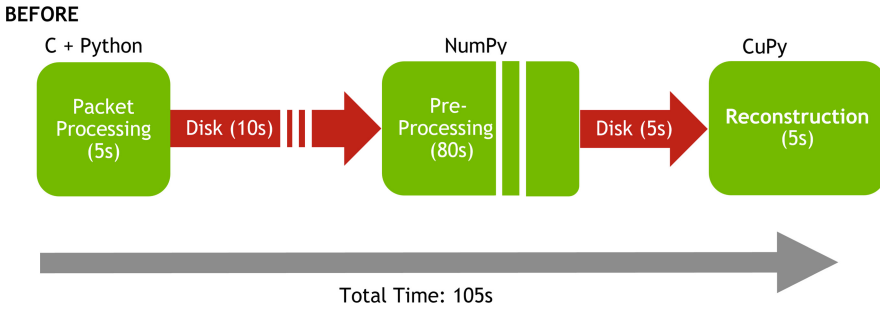 BEFORE
C + Python
NumPy
CuPy
Packet
Processing
(5s)
Disk (10s)
Pre-
Processing
(80s)
Disk (5s)
Reconstruction
(5s)
Total Time: 105s